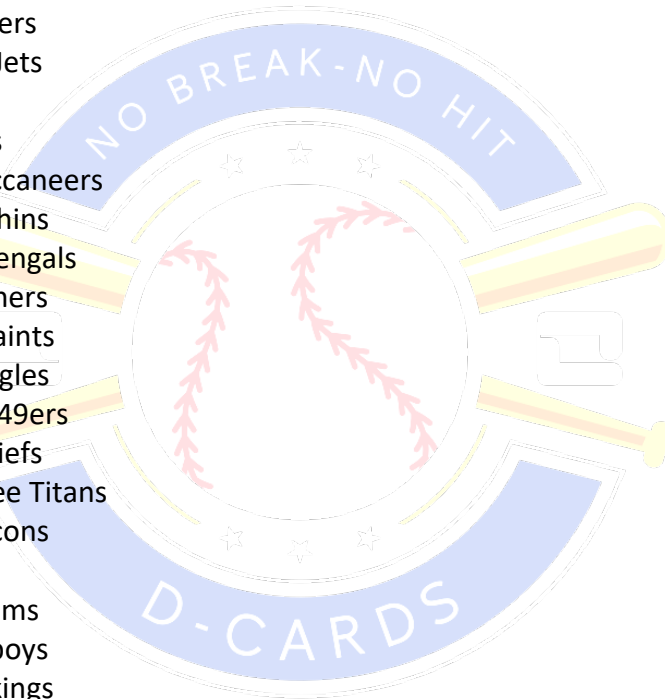 ers
Jets
NO BREAK-NO HIT
s
ccaneers
hins
engals
hers
aints
gles
49ers
iefs
ee Titans
cons
ms
D-CARDS
boys
kings